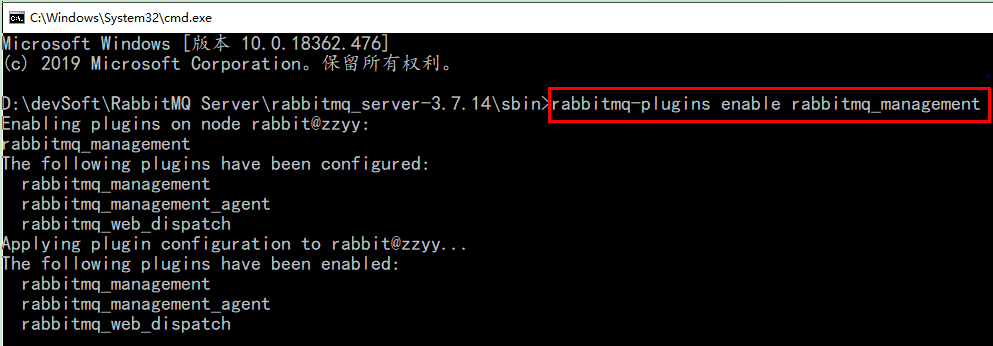 C:\Windows\System32\cmd.exe
Microsoft Windows [版本 10.0.18362.476]
(c) 2019 Microsoft Corporation。保留所有权利。
D:\devSoft\RabbitMQ Server\rabbitmq_server-3.7.14\sbin>rabbitmq-plugins enable rabbitmq_management
Enabling plugins on node rabbit@zzyy:
rabbitmq_management
The following plugins have been configured:
  rabbitmq_management
  rabbitmq_management_agent
  rabbitmq_web_dispatch
Applying plugin configuration to rabbit@zzyy...
The following plugins have been enabled:
  rabbitmq_management
  rabbitmq_management_agent
  rabbitmq_web_dispatch